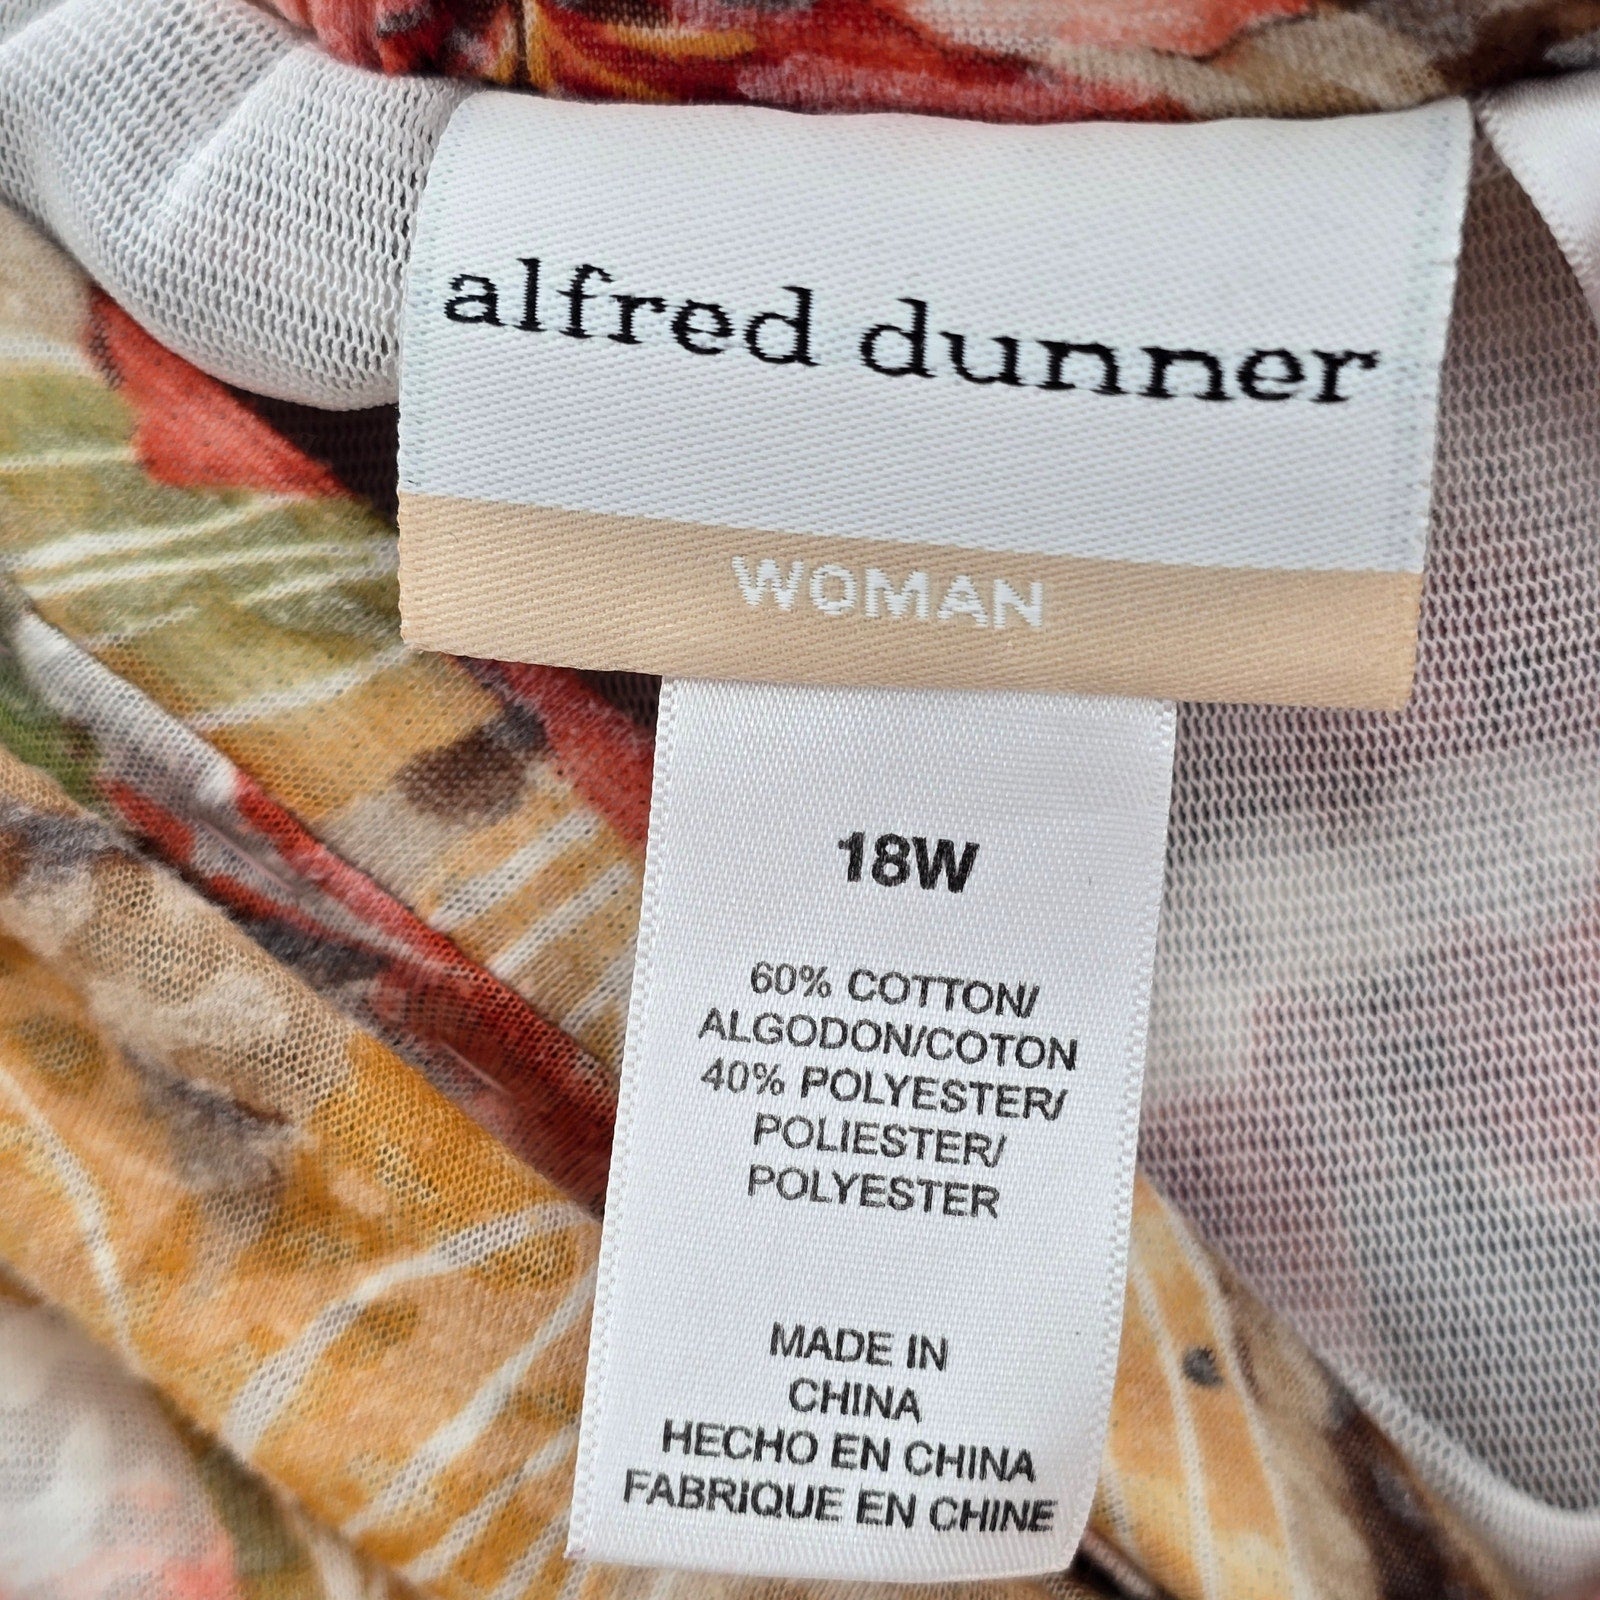 alfred dunner
WOMAN
18W
60% COTTON/
ALGODON/COTON
40% POLYESTER/
POLIESTER/
POLYESTER
MADE IN
CHINA
HECHO EN CHINA
FABRIQUE EN CHINE